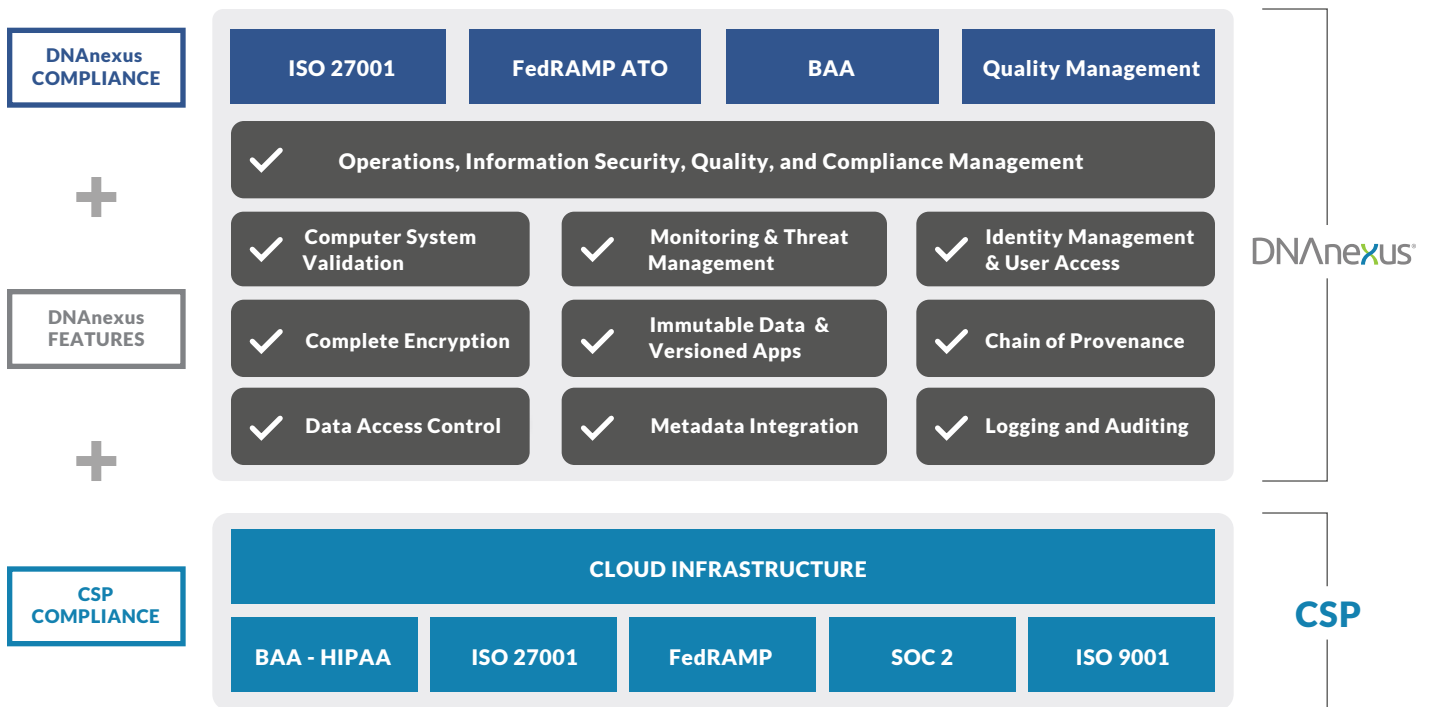 DNAnexus
COMPLIANCE
ISO 27001
FedRAMP ATO
BAA
Quality Management
Operations, Information Security, Quality, and Compliance Management
Computer System
Validation
Monitoring & Threat
Management
Identity Management
& User Access
DNAnexus
FEATURES
Complete Encryption
Immutable Data &
Versioned Apps
Chain of Provenance
Data Access Control
Metadata Integration
Logging and Auditing
DNAnexus®
CSP
COMPLIANCE
CLOUD INFRASTRUCTURE
BAA - HIPAA
ISO 27001
FedRAMP
SOC 2
ISO 9001
CSP